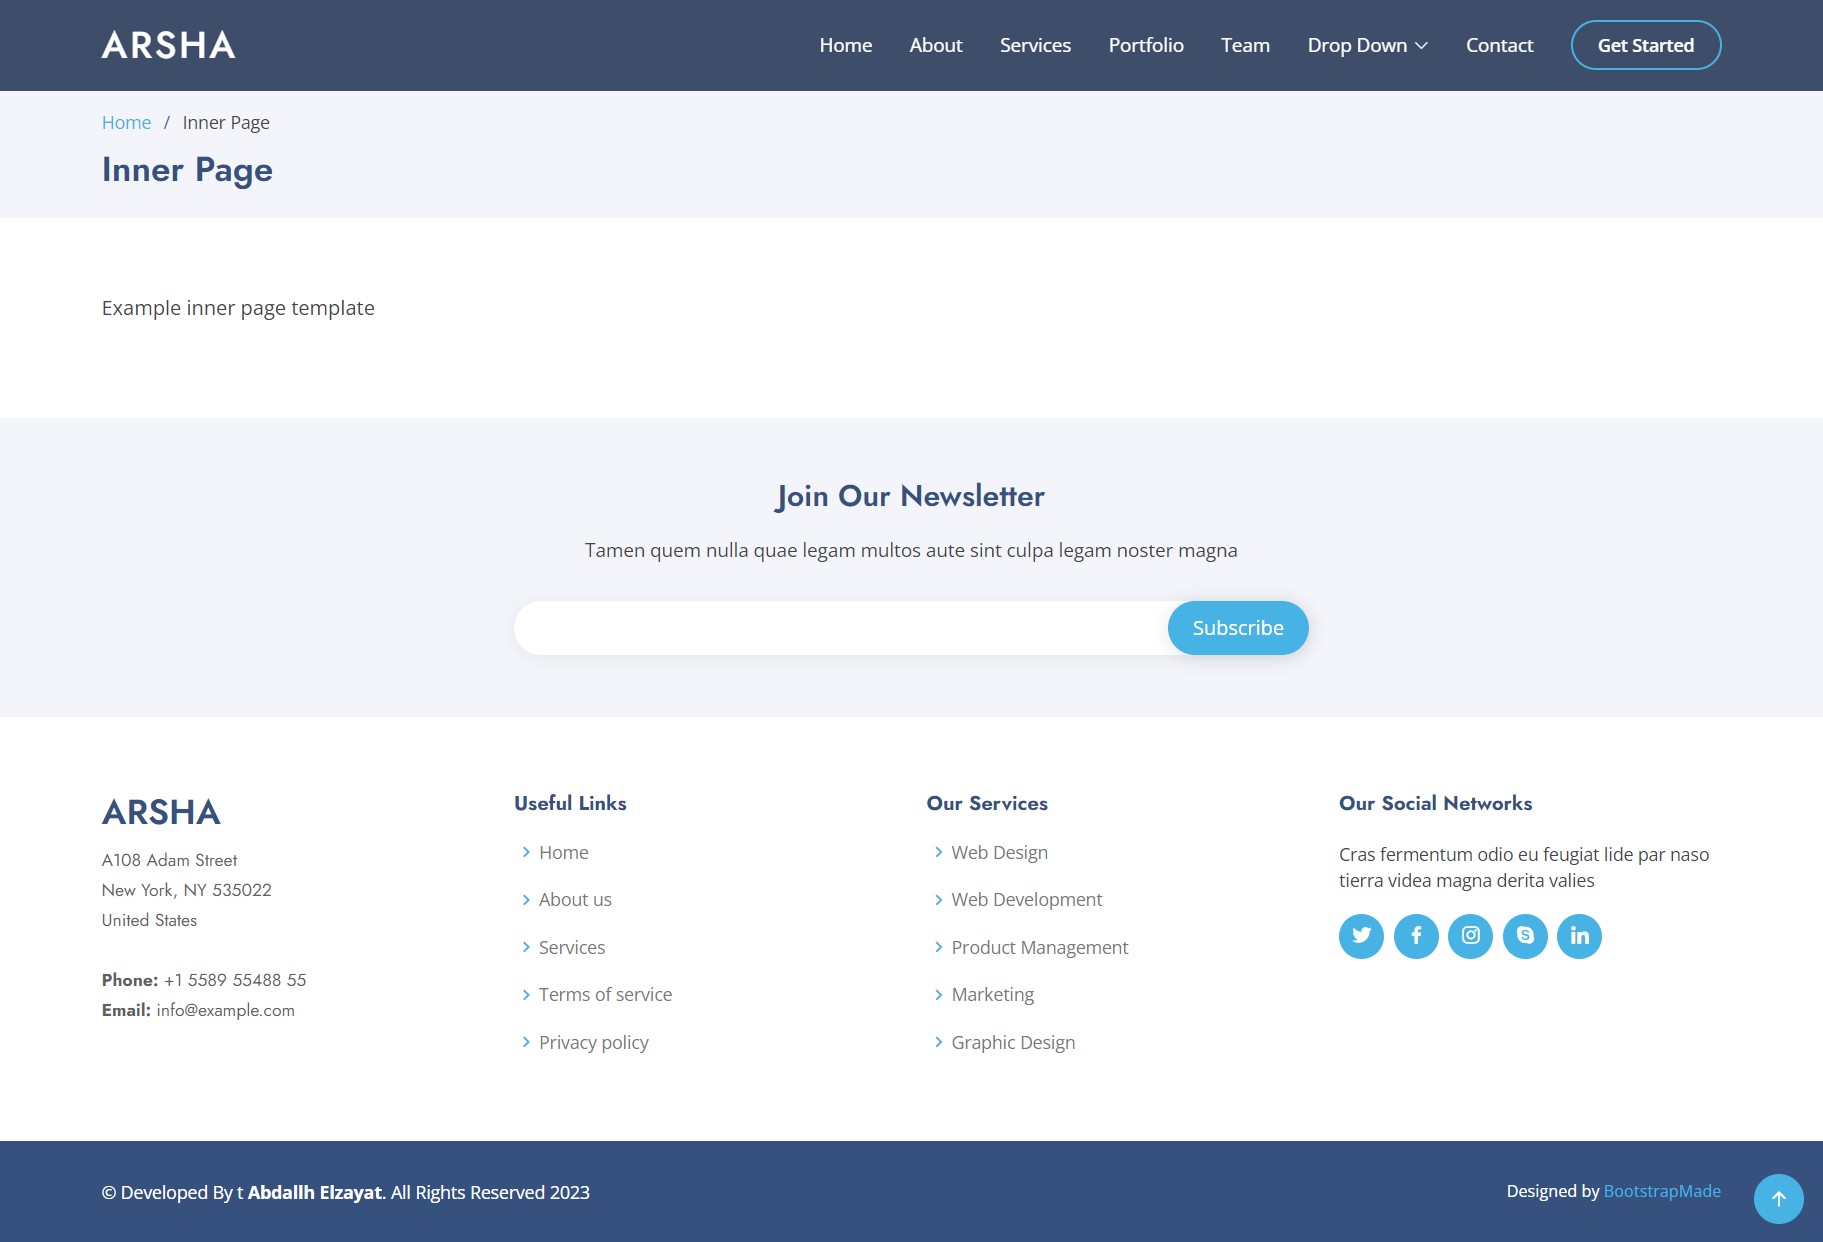 ARSHA
Home About Services Portfolio Team Drop Down Contact Get Started
Home / Inner Page
Inner Page
Example inner page template
Join Our Newsletter
Tamen quem nulla quae legam multos aute sint culpa legam noster magna
Subscribe
ARSHA
A108 Adam Street
New York, NY 535022
United States
Phone: +1 5589 55488 55
Email: info@example.com
Useful Links
Home
About us
Services
Terms of service
Privacy policy
Our Services
Web Design
Web Development
Product Management
Marketing
Graphic Design
Our Social Networks
Cras fermentum odio eu feugiat lide par naso
tierra videa magna derita valies
© Developed By t Abdallh Elzayat. All Rights Reserved 2023
Designed by BootstrapMade